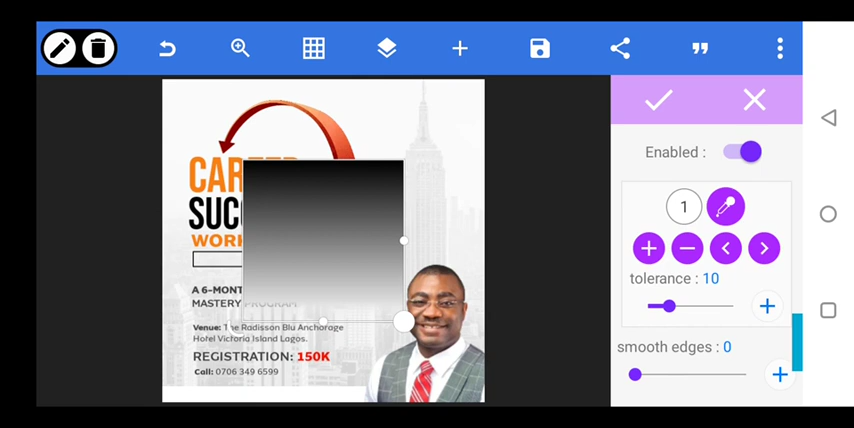 Enabled :
1
tolerance : 10
smooth edges : 0
CAR
SUC
WOR
A 6-MONT
MASTERY PROGRAM
Venue: The Radisson Blu Anchorage
Hotel Victoria Island Lagos.
REGISTRATION: 150K
Call: 0706 349 6599